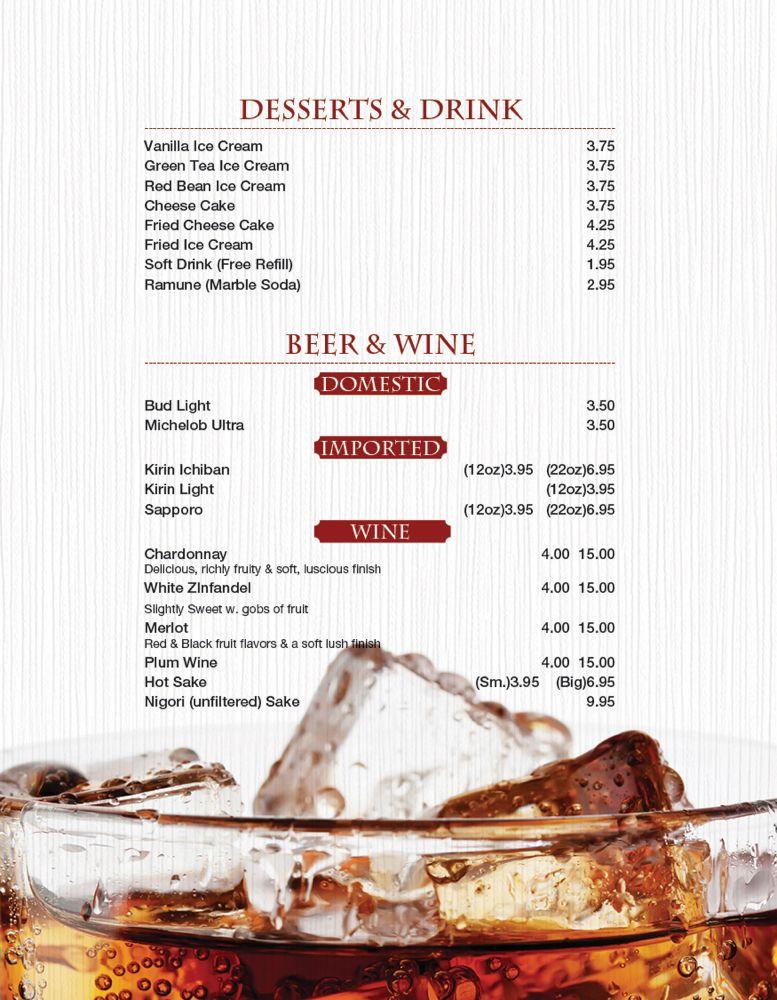 DESSERTS & DRINK
Vanilla Ice Cream 3.75
Green Tea Ice Cream 3.75
Red Bean Ice Cream 3.75
Cheese Cake 3.75
Fried Cheese Cake 4.25
Fried Ice Cream 4.25
Soft Drink (Free Refill) 1.95
Ramune (Marble Soda) 2.95
BEER & WINE
DOMESTIC
Bud Light 3.50
Michelob Ultra 3.50
IMPORTED
Kirin Ichiban (12oz)3.95 (22oz)6.95
Kirin Light (12oz)3.95
Sapporo (12oz)3.95 (22oz)6.95
WINE
Chardonnay 4.00 15.00
Delicious, richly fruity & soft, luscious finish
White ZInfandel 4.00 15.00
Slightly Sweet w. gobs of fruit
Merlot 4.00 15.00
Red & Black fruit flavors & a soft lush finish
Plum Wine 4.00 15.00
Hot Sake (Sm.)3.95 (Big)6.95
Nigori (unfiltered) Sake 9.95